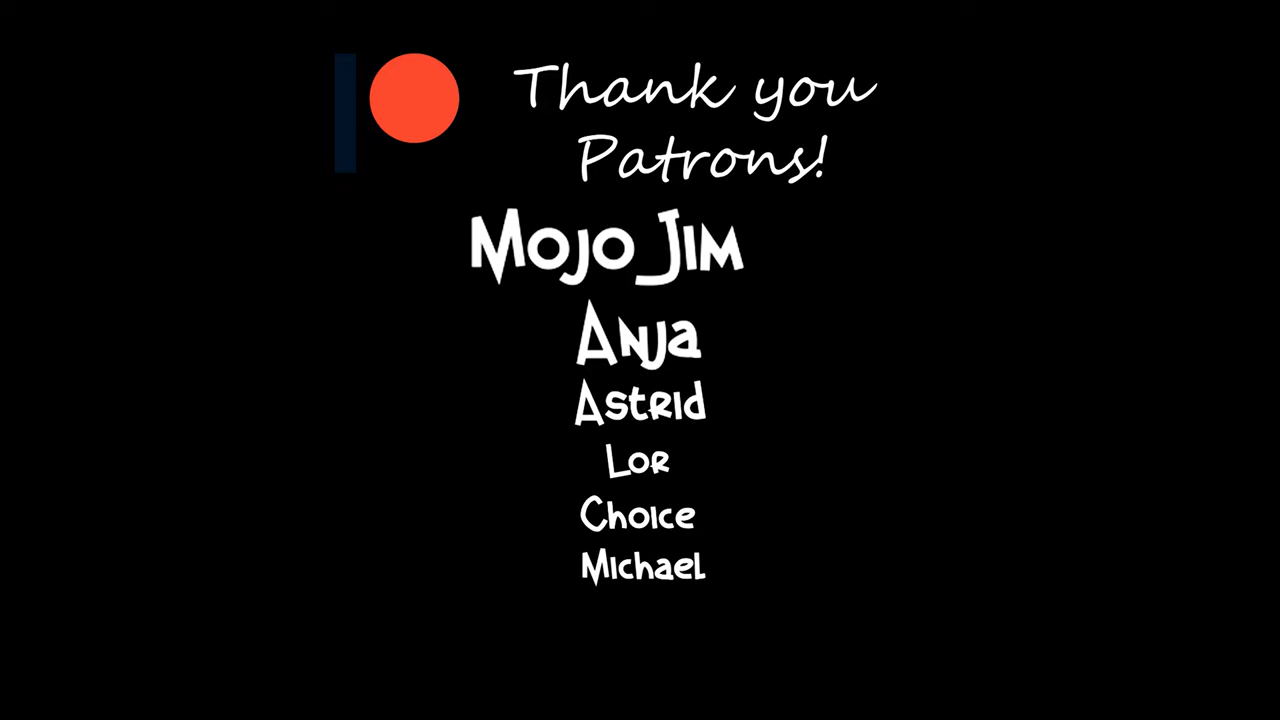 Thank you
Patrons!
Mojo Jim
Anja
Astrid
Lor
Choice
Michael